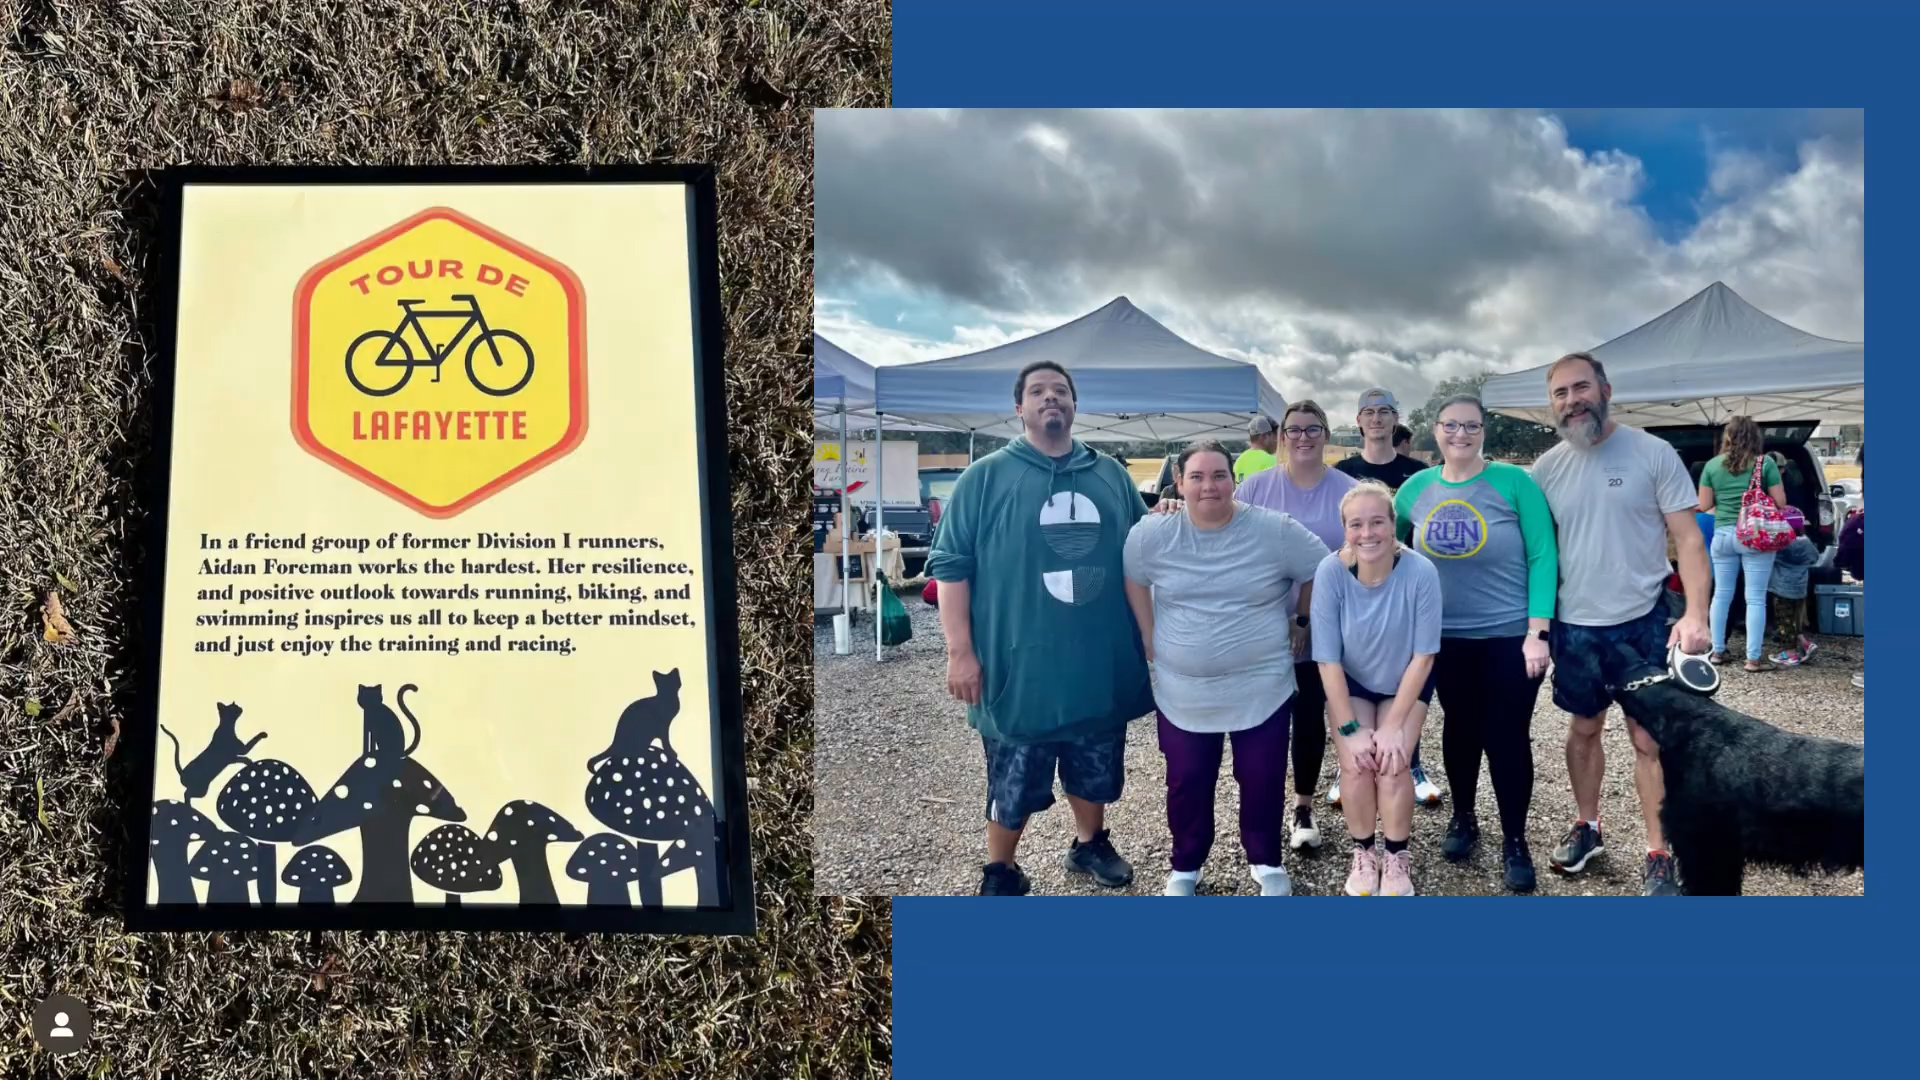 TOUR DE
LAFAYETTE
In a friend group of former Division I runners,
Aidan Foreman works the hardest. Her resilience,
and positive outlook towards running, biking, and
swimming inspires us all to keep a better mindset,
and just enjoy the training and racing.
RUN
20